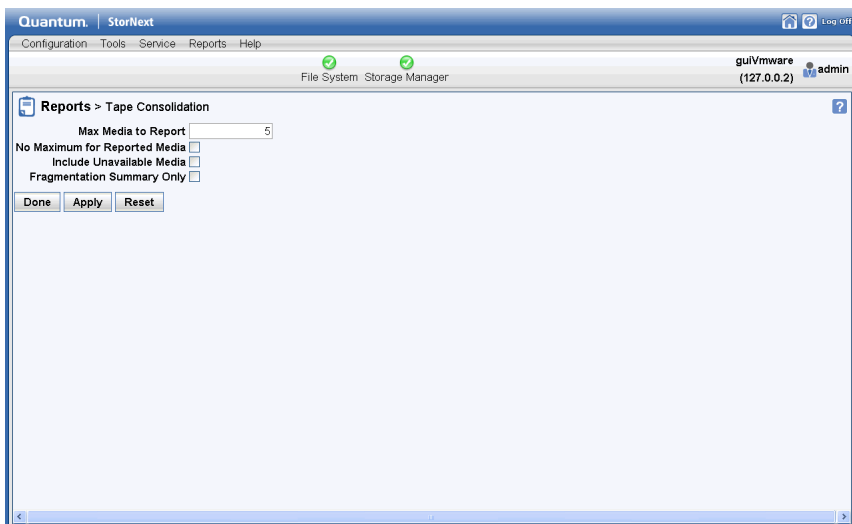 Quantum. StorNext Log Off
Configuration Tools Service Reports Help
File System Storage Manager
guiVmware
(127.0.0.2)
admin
Reports > Tape Consolidation
Max Media to Report 5
No Maximum for Reported Media
Include Unavailable Media
Fragmentation Summary Only
Done Apply Reset